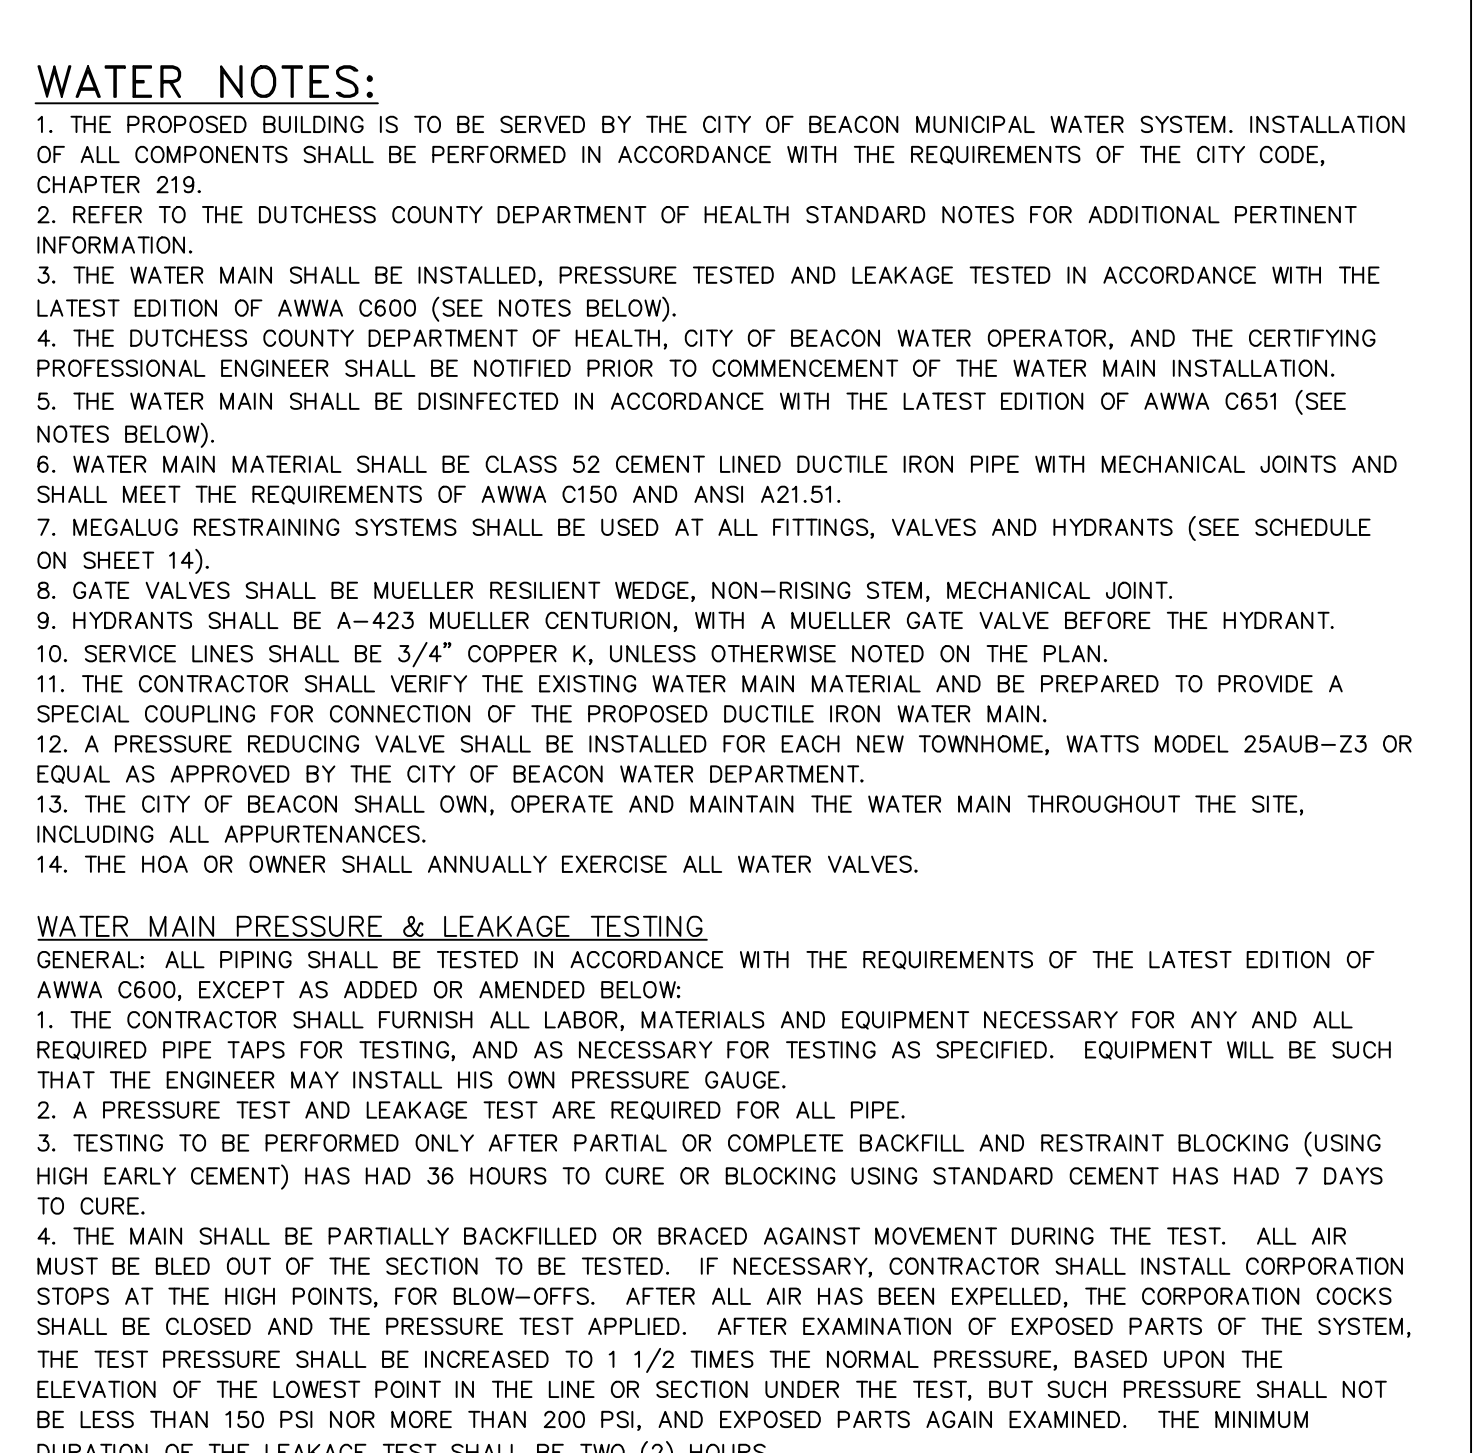 WATER NOTES:
1. THE PROPOSED BUILDING IS TO BE SERVED BY THE CITY OF BEACON MUNICIPAL WATER SYSTEM. INSTALLATION
OF ALL COMPONENTS SHALL BE PERFORMED IN ACCORDANCE WITH THE REQUIREMENTS OF THE CITY CODE,
CHAPTER 219.
2. REFER TO THE DUTCHESS COUNTY DEPARTMENT OF HEALTH STANDARD NOTES FOR ADDITIONAL PERTINENT
INFORMATION.
3. THE WATER MAIN SHALL BE INSTALLED, PRESSURE TESTED AND LEAKAGE TESTED IN ACCORDANCE WITH THE
LATEST EDITION OF AWWA C600 (SEE NOTES BELOW).
4. THE DUTCHESS COUNTY DEPARTMENT OF HEALTH, CITY OF BEACON WATER OPERATOR, AND THE CERTIFYING
PROFESSIONAL ENGINEER SHALL BE NOTIFIED PRIOR TO COMMENCEMENT OF THE WATER MAIN INSTALLATION.
5. THE WATER MAIN SHALL BE DISINFECTED IN ACCORDANCE WITH THE LATEST EDITION OF AWWA C651 (SEE
NOTES BELOW).
6. WATER MAIN MATERIAL SHALL BE CLASS 52 CEMENT LINED DUCTILE IRON PIPE WITH MECHANICAL JOINTS AND
SHALL MEET THE REQUIREMENTS OF AWWA C150 AND ANSI A21.51.
7. MEGALUG RESTRAINING SYSTEMS SHALL BE USED AT ALL FITTINGS, VALVES AND HYDRANTS (SEE SCHEDULE
ON SHEET 14).
8. GATE VALVES SHALL BE MUELLER RESILIENT WEDGE, NON-RISING STEM, MECHANICAL JOINT.
9. HYDRANTS SHALL BE A-423 MUELLER CENTURION, WITH A MUELLER GATE VALVE BEFORE THE HYDRANT.
10. SERVICE LINES SHALL BE 3/4" COPPER K, UNLESS OTHERWISE NOTED ON THE PLAN.
11. THE CONTRACTOR SHALL VERIFY THE EXISTING WATER MAIN MATERIAL AND BE PREPARED TO PROVIDE A
SPECIAL COUPLING FOR CONNECTION OF THE PROPOSED DUCTILE IRON WATER MAIN.
12. A PRESSURE REDUCING VALVE SHALL BE INSTALLED FOR EACH NEW TOWNHOME, WATTS MODEL 25AUB-Z3 OR
EQUAL AS APPROVED BY THE CITY OF BEACON WATER DEPARTMENT.
13. THE CITY OF BEACON SHALL OWN, OPERATE AND MAINTAIN THE WATER MAIN THROUGHOUT THE SITE,
INCLUDING ALL APPURTENANCES.
14. THE HOA OR OWNER SHALL ANNUALLY EXERCISE ALL WATER VALVES.
WATER MAIN PRESSURE & LEAKAGE TESTING
GENERAL: ALL PIPING SHALL BE TESTED IN ACCORDANCE WITH THE REQUIREMENTS OF THE LATEST EDITION OF
AWWA C600, EXCEPT AS ADDED OR AMENDED BELOW:
1. THE CONTRACTOR SHALL FURNISH ALL LABOR, MATERIALS AND EQUIPMENT NECESSARY FOR ANY AND ALL
REQUIRED PIPE TAPS FOR TESTING, AND AS NECESSARY FOR TESTING AS SPECIFIED. EQUIPMENT WILL BE SUCH
THAT THE ENGINEER MAY INSTALL HIS OWN PRESSURE GAUGE.
2. A PRESSURE TEST AND LEAKAGE TEST ARE REQUIRED FOR ALL PIPE.
3. TESTING TO BE PERFORMED ONLY AFTER PARTIAL OR COMPLETE BACKFILL AND RESTRAINT BLOCKING (USING
HIGH EARLY CEMENT) HAS HAD 36 HOURS TO CURE OR BLOCKING USING STANDARD CEMENT HAS HAD 7 DAYS
TO CURE.
4. THE MAIN SHALL BE PARTIALLY BACKFILLED OR BRACED AGAINST MOVEMENT DURING THE TEST. ALL AIR
MUST BE BLED OUT OF THE SECTION TO BE TESTED. IF NECESSARY, CONTRACTOR SHALL INSTALL CORPORATION
STOPS AT THE HIGH POINTS, FOR BLOW-OFFS. AFTER ALL AIR HAS BEEN EXPELLED, THE CORPORATION COCKS
SHALL BE CLOSED AND THE PRESSURE TEST APPLIED. AFTER EXAMINATION OF EXPOSED PARTS OF THE SYSTEM,
THE TEST PRESSURE SHALL BE INCREASED TO 1 1/2 TIMES THE NORMAL PRESSURE, BASED UPON THE
ELEVATION OF THE LOWEST POINT IN THE LINE OR SECTION UNDER THE TEST, BUT SUCH PRESSURE SHALL NOT
BE LESS THAN 150 PSI NOR MORE THAN 200 PSI, AND EXPOSED PARTS AGAIN EXAMINED. THE MINIMUM
DURATION OF THE LEAKAGE TEST SHALL BE TWO (2) HOURS